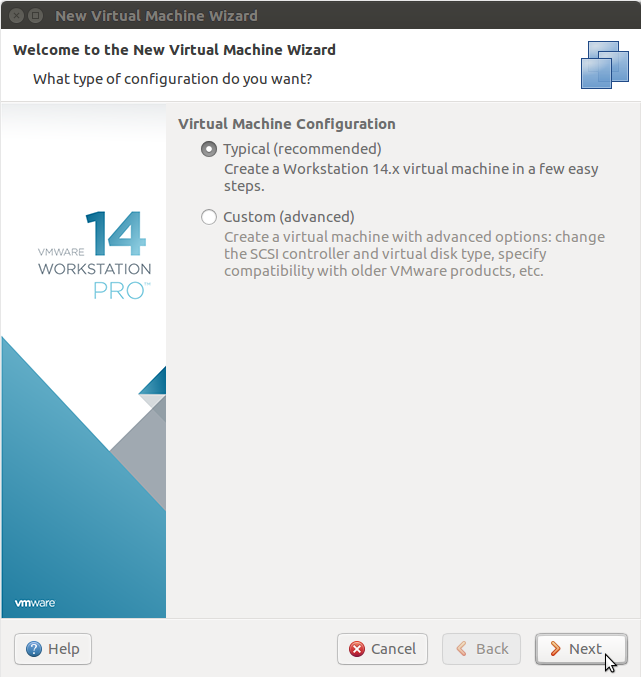 New Virtual Machine Wizard
Welcome to the New Virtual Machine Wizard
What type of configuration do you want?
Virtual Machine Configuration
Typical (recommended)
Create a Workstation 14.x virtual machine in a few easy
steps.
Custom (advanced)
Create a virtual machine with advanced options: change
the SCSI controller and virtual disk type, specify
compatibility with older VMware products, etc.
VMWARE 14
WORKSTATION
PRO™
vmware
Help
Cancel
Back
Next